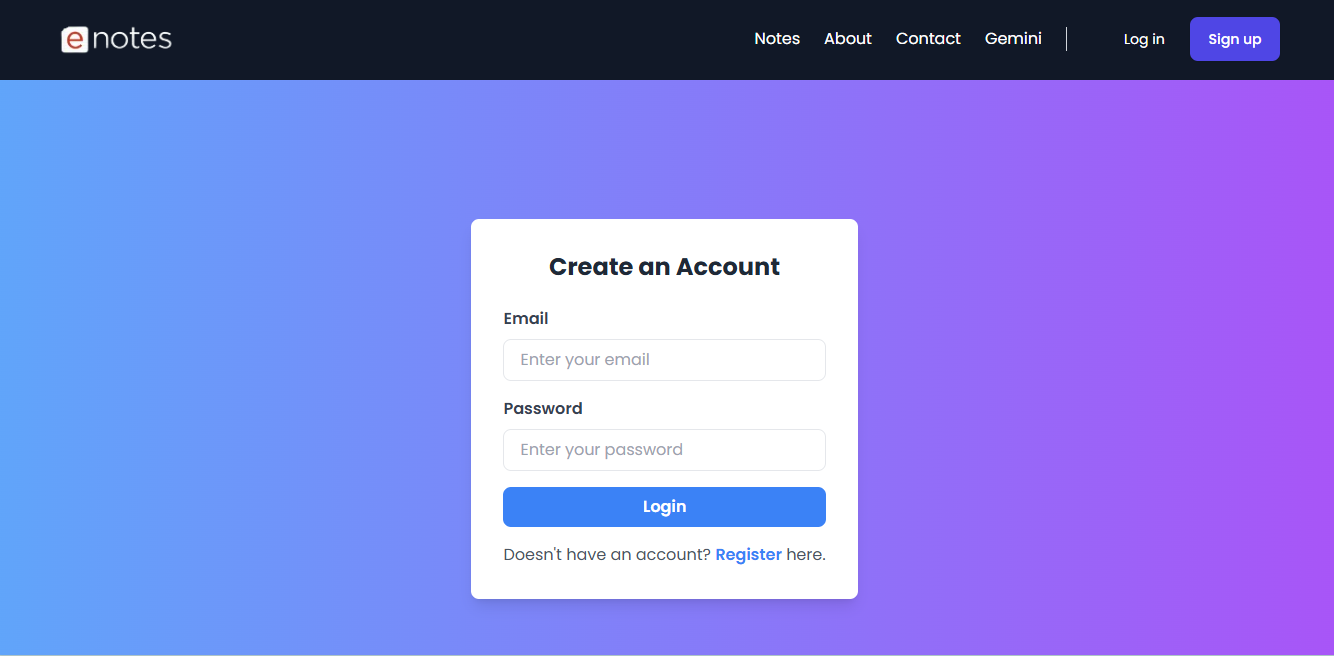 enotes
Notes About Contact Gemini Log in Sign up
Create an Account
Email
Enter your email
Password
Enter your password
Login
Doesn't have an account? Register here.